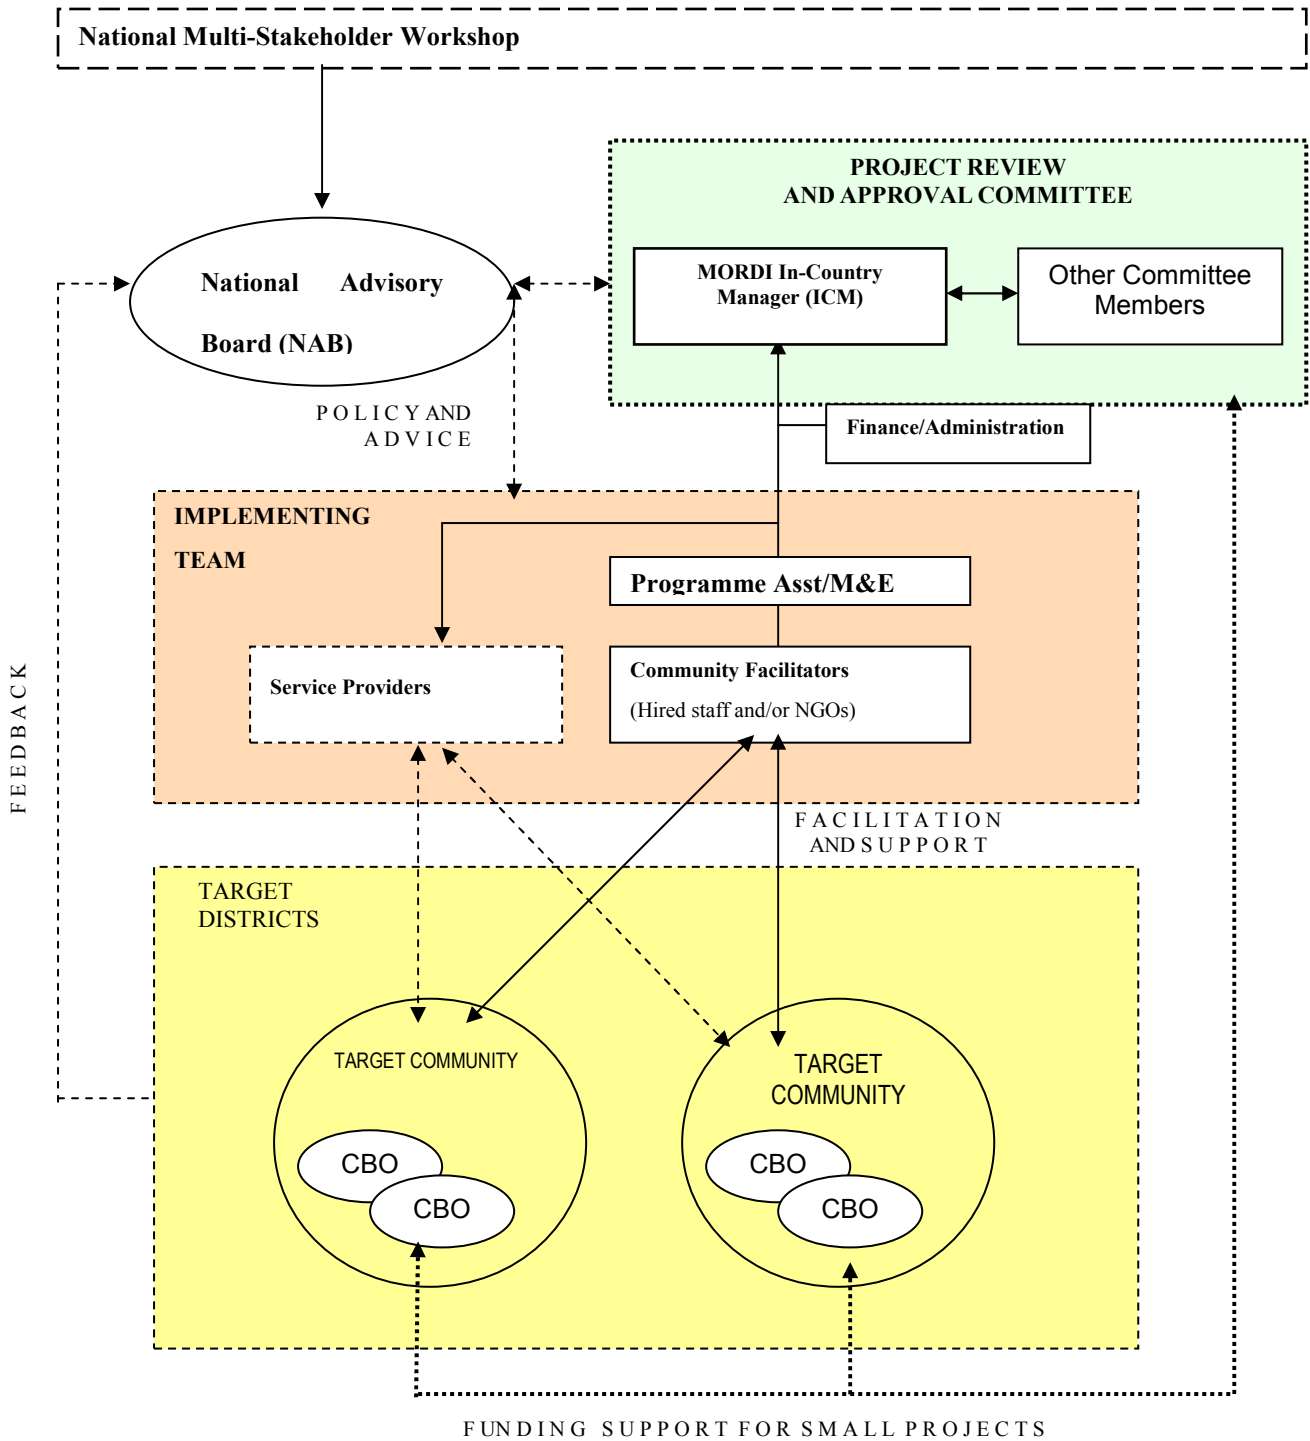 National Multi-Stakeholder Workshop
PROJECT REVIEW
AND APPROVAL COMMITTEE
MORDI In-Country
Manager (ICM)
Other Committee
Members
National Advisory
Board (NAB)
POLICY AND
ADVICE
Finance/Administration
IMPLEMENTING
TEAM
Programme Asst/M&E
Service Providers
Community Facilitators
(Hired staff and/or NGOs)
FEEDBACK
FACILITATION
AND SUPPORT
TARGET
DISTRICTS
TARGET COMMUNITY
CBO
CBO
TARGET
COMMUNITY
CBO
CBO
FUNDING SUPPORT FOR SMALL PROJECTS